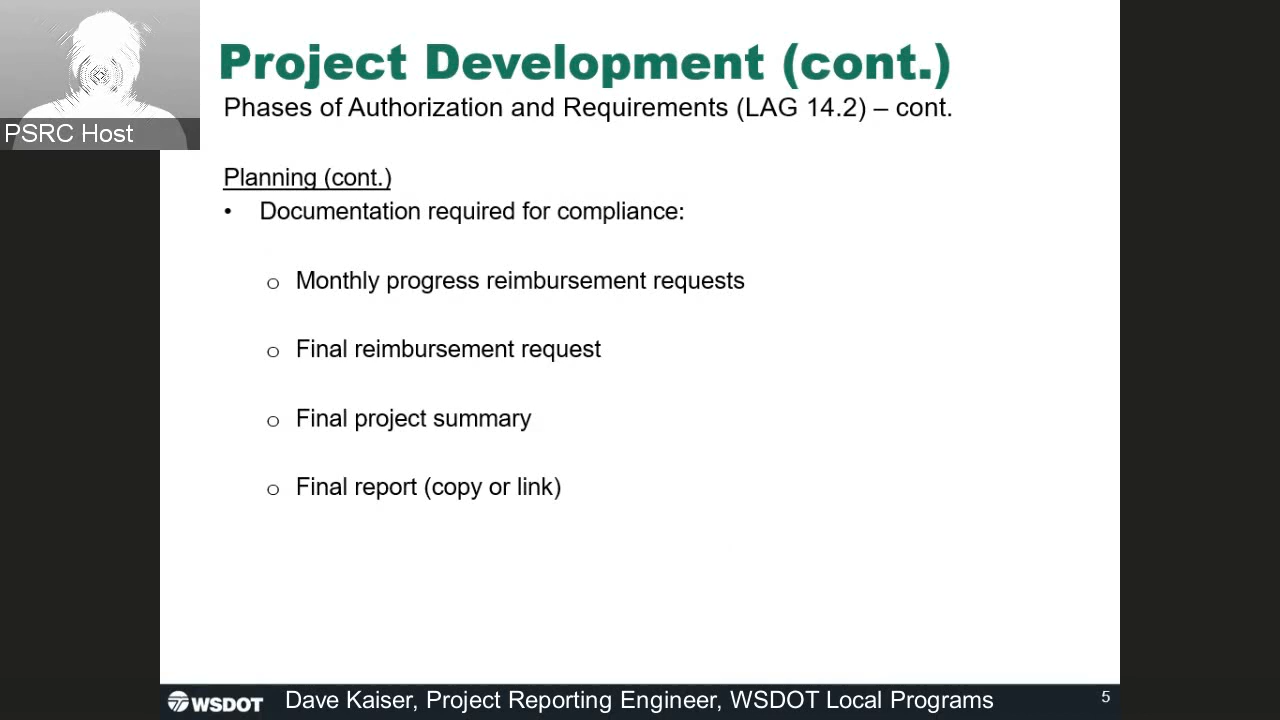 PSRC Host
Project Development (cont.)
Phases of Authorization and Requirements (LAG 14.2) – cont.
Planning (cont.)
• Documentation required for compliance:
o Monthly progress reimbursement requests
o Final reimbursement request
o Final project summary
o Final report (copy or link)
WSDOT Dave Kaiser, Project Reporting Engineer, WSDOT Local Programs 5